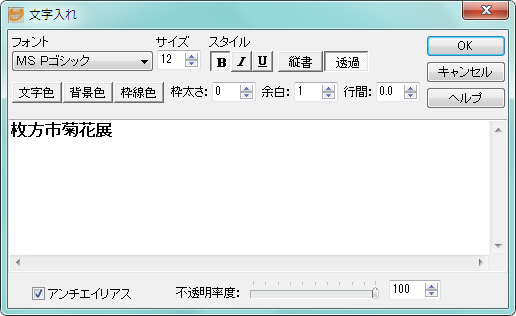 文字入れ
フォント サイズ スタイル
MS Pゴシック 12 B I U 縦書 透過 OK
キャンセル
文字色 背景色 枠線色 枠太さ: 0 余白: 1 行間: 0.0 ヘルプ
枚方市菊花展
アンチエイリアス 不透明率度: 100